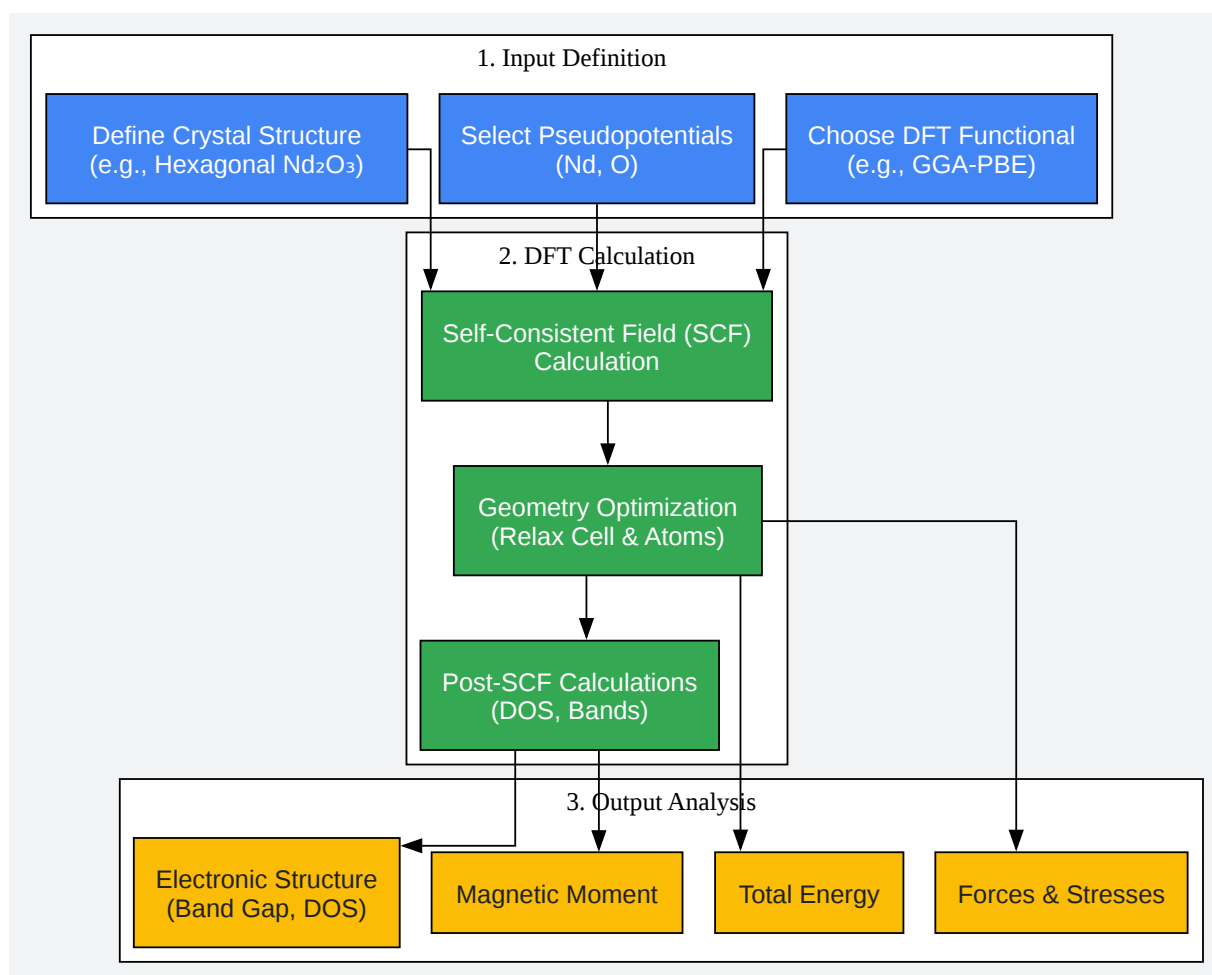 1. Input Definition
Define Crystal Structure
(e.g., Hexagonal Nd₂O₃)
Select Pseudopotentials
(Nd, O)
Choose DFT Functional
(e.g., GGA-PBE)
2. DFT Calculation
Self-Consistent Field (SCF)
Calculation
Geometry Optimization
(Relax Cell & Atoms)
Post-SCF Calculations
(DOS, Bands)
3. Output Analysis
Electronic Structure
(Band Gap, DOS)
Magnetic Moment
Total Energy
Forces & Stresses